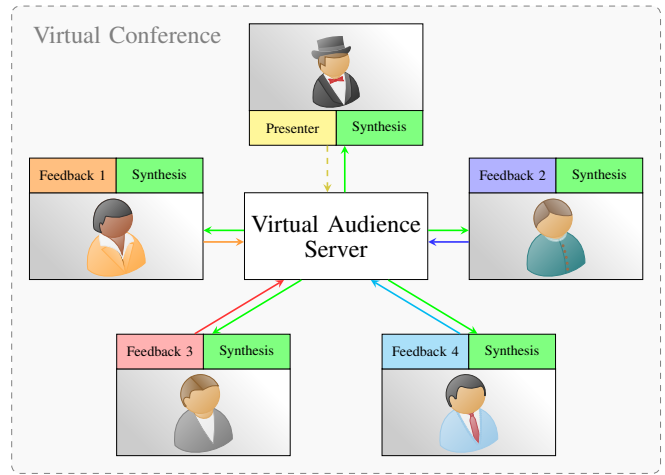 Virtual Conference
Presenter
Synthesis
Feedback 1
Synthesis
Feedback 2
Synthesis
Virtual Audience
Server
Feedback 3
Synthesis
Feedback 4
Synthesis